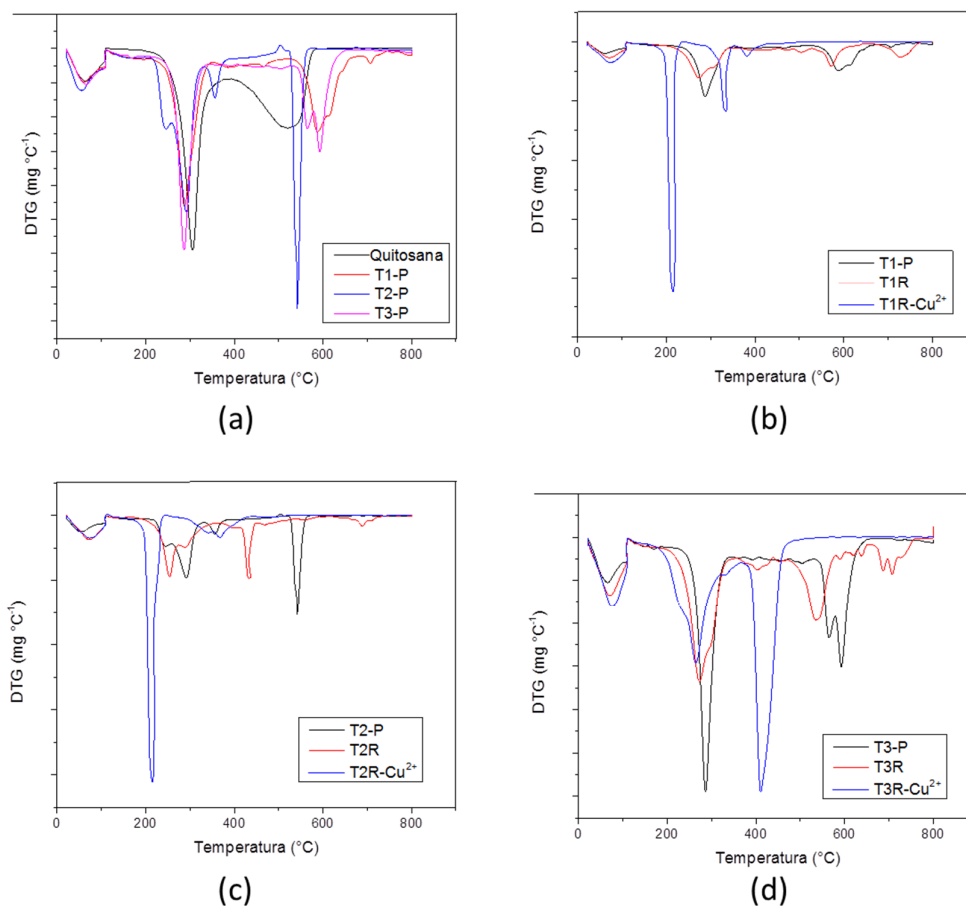 DTG (mg °C⁻¹)
Quitosana
T1-P
T2-P
T3-P
0 200 400 600 800
Temperatura (°C)
(a)
DTG (mg °C⁻¹)
T1-P
T1R
T1R-Cu²⁺
0 200 400 600 800
Temperatura (°C)
(b)
DTG (mg °C⁻¹)
T2-P
T2R
T2R-Cu²⁺
0 200 400 600 800
Temperatura (°C)
(c)
DTG (mg °C⁻¹)
T3-P
T3R
T3R-Cu²⁺
0 200 400 600 800
Temperatura (°C)
(d)